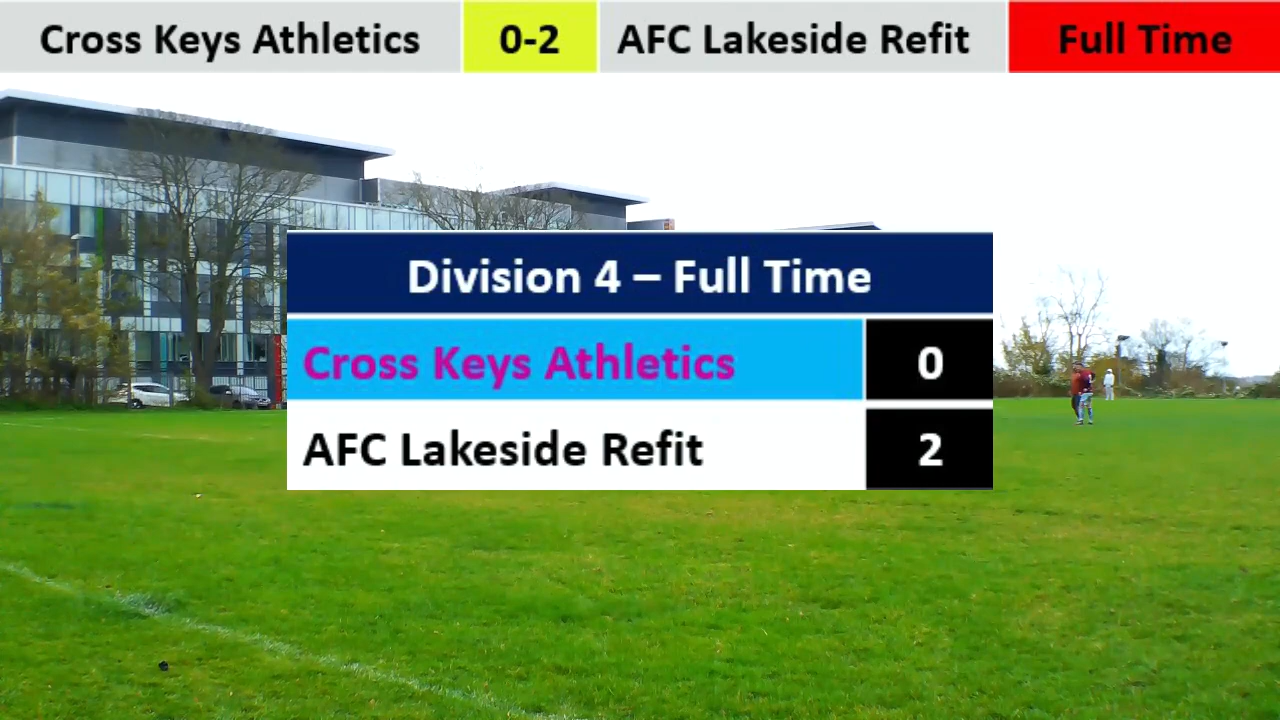 Cross Keys Athletics 0-2 AFC Lakeside Refit Full Time
Division 4 – Full Time
Cross Keys Athletics 0
AFC Lakeside Refit 2